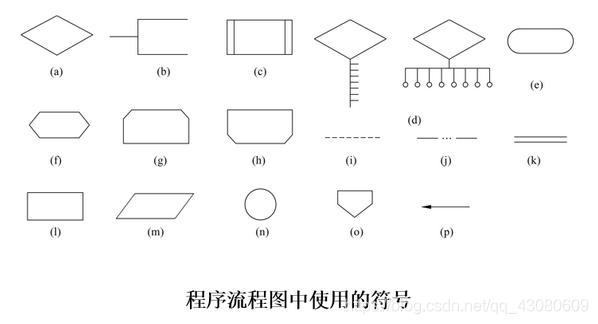 (a) (b) (c) (e)
(d)
(f) (g) (h) (i) (j) (k)
(l) (m) (n) (o) (p)
程序流程图中使用的符号
https://blog.csdn.net/qq_43080609